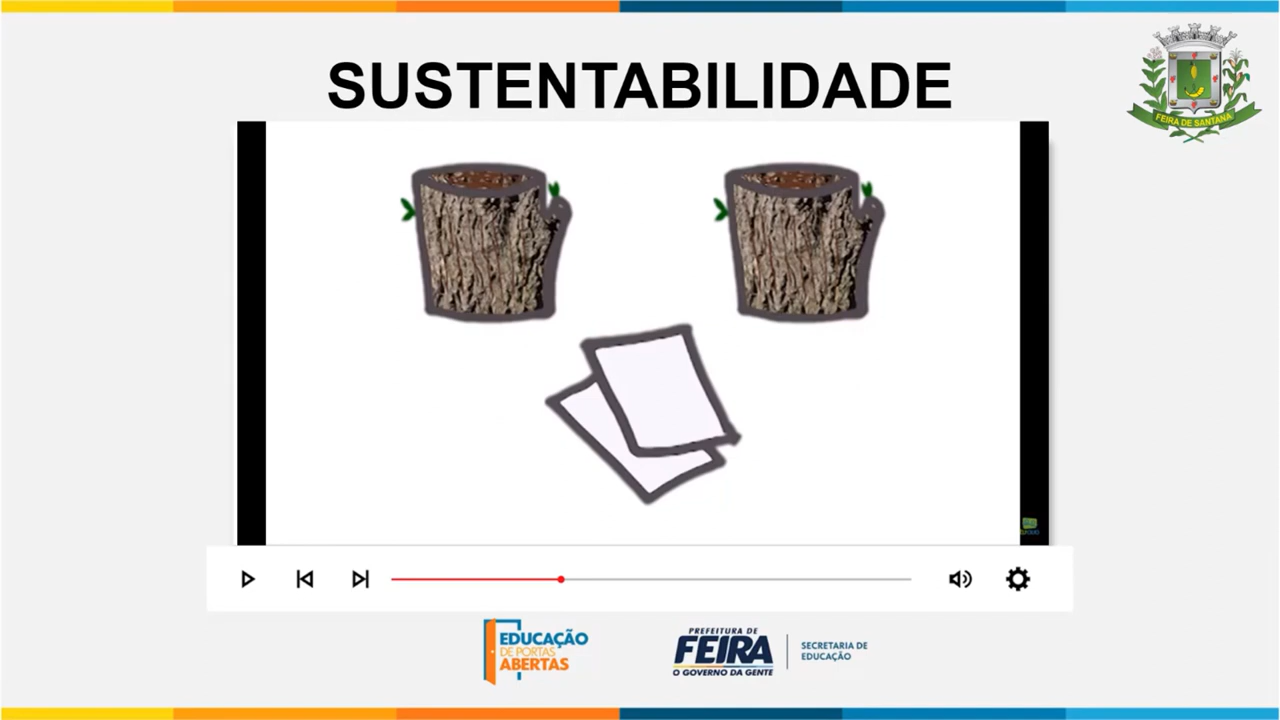 SUSTENTABILIDADE
FEIRA DE SANTANA
EDUCAÇÃO
DE PORTAS
ABERTAS
PREFEITURA DE
FEIRA
O GOVERNO DA GENTE
SECRETARIA DE
EDUCAÇÃO